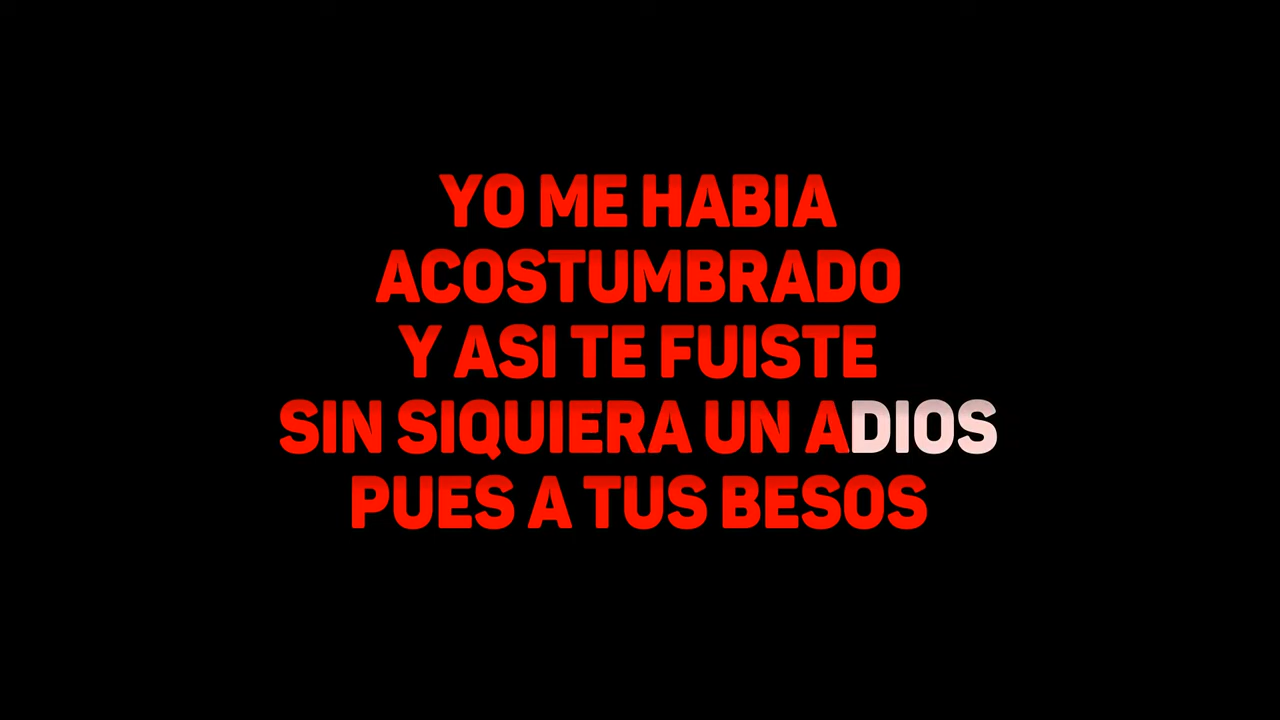 YO ME HABIA
ACOSTUMBRADO
Y ASI TE FUISTE
SIN SIQUIERA UN ADIOS
PUES A TUS BESOS